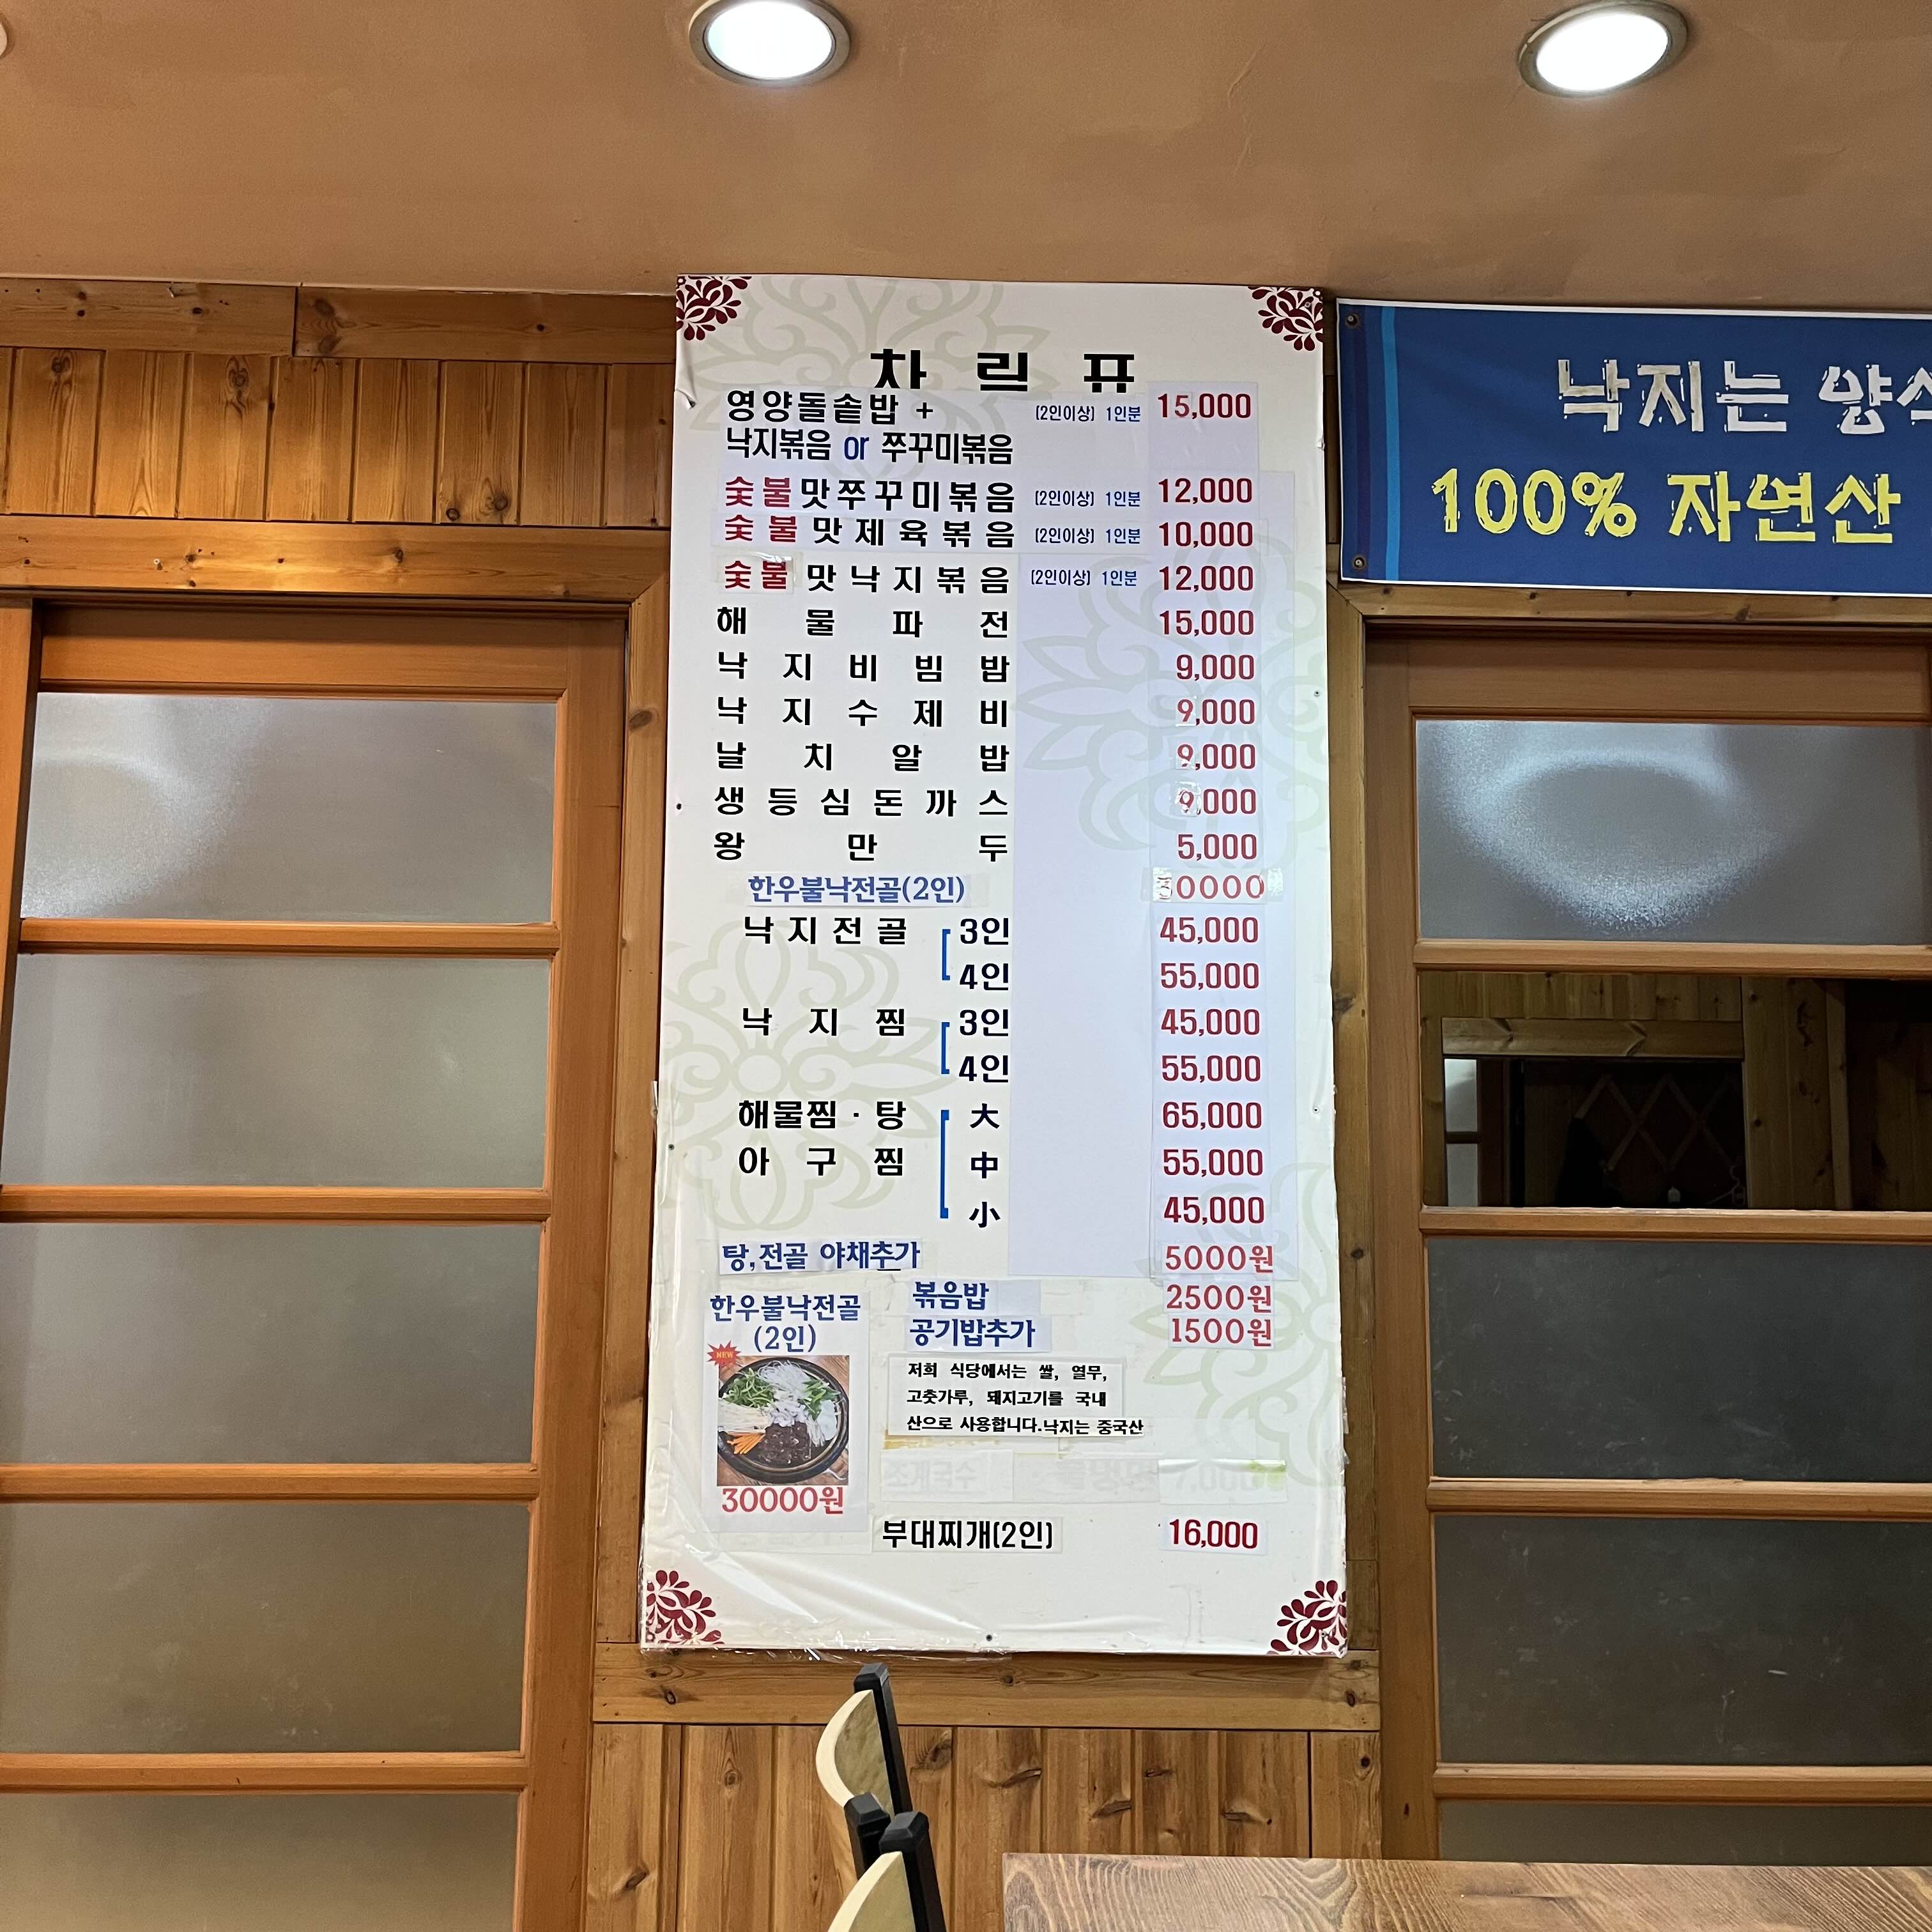 차림표
영양돌솥밥 + (2인이상) 1인분 15,000
낙지볶음 or 쭈꾸미볶음
숯불맛쭈꾸미볶음 (2인이상) 1인분 12,000
숯불맛제육볶음 (2인이상) 1인분 10,000
숯불맛낙지볶음 (2인이상) 1인분 12,000
해물파전 15,000
낙지비빔밥 9,000
낙지수제비 9,000
날치알밥 9,000
생등심돈까스 9,000
왕만두 5,000
한우불낙전골(2인) 30000
낙지전골 3인 45,000
4인 55,000
낙지찜 3인 45,000
4인 55,000
해물찜·탕 大 65,000
아구찜 中 55,000
小 45,000
탕,전골 야채추가 5000원
볶음밥 2500원
공기밥추가 1500원
한우불낙전골
(2인)
NEW
30000원
저희 식당에서는 쌀, 열무,
고춧가루, 돼지고기를 국내
산으로 사용합니다.낙지는 중국산
조개국수 7,000
부대찌개(2인) 16,000
낙지는
100% 자연산